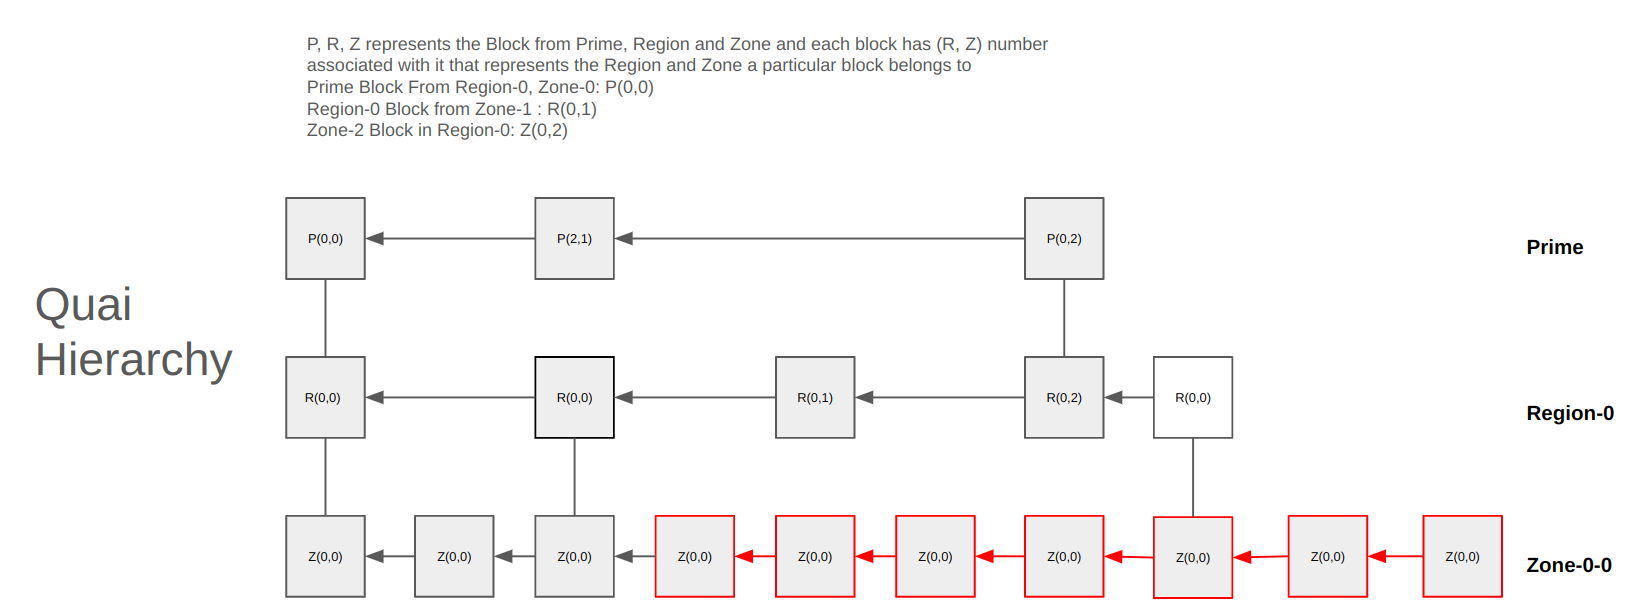 P, R, Z represents the Block from Prime, Region and Zone and each block has (R, Z) number
associated with it that represents the Region and Zone a particular block belongs to
Prime Block From Region-0, Zone-0: P(0,0)
Region-0 Block from Zone-1 : R(0,1)
Zone-2 Block in Region-0: Z(0,2)
P(0,0) P(2,1) P(0,2) Prime
Quai
Hierarchy
R(0,0) R(0,0) R(0,1) R(0,2) R(0,0) Region-0
Z(0,0) Z(0,0) Z(0,0) Z(0,0) Z(0,0) Z(0,0) Z(0,0) Z(0,0) Z(0,0) Z(0,0) Zone-0-0